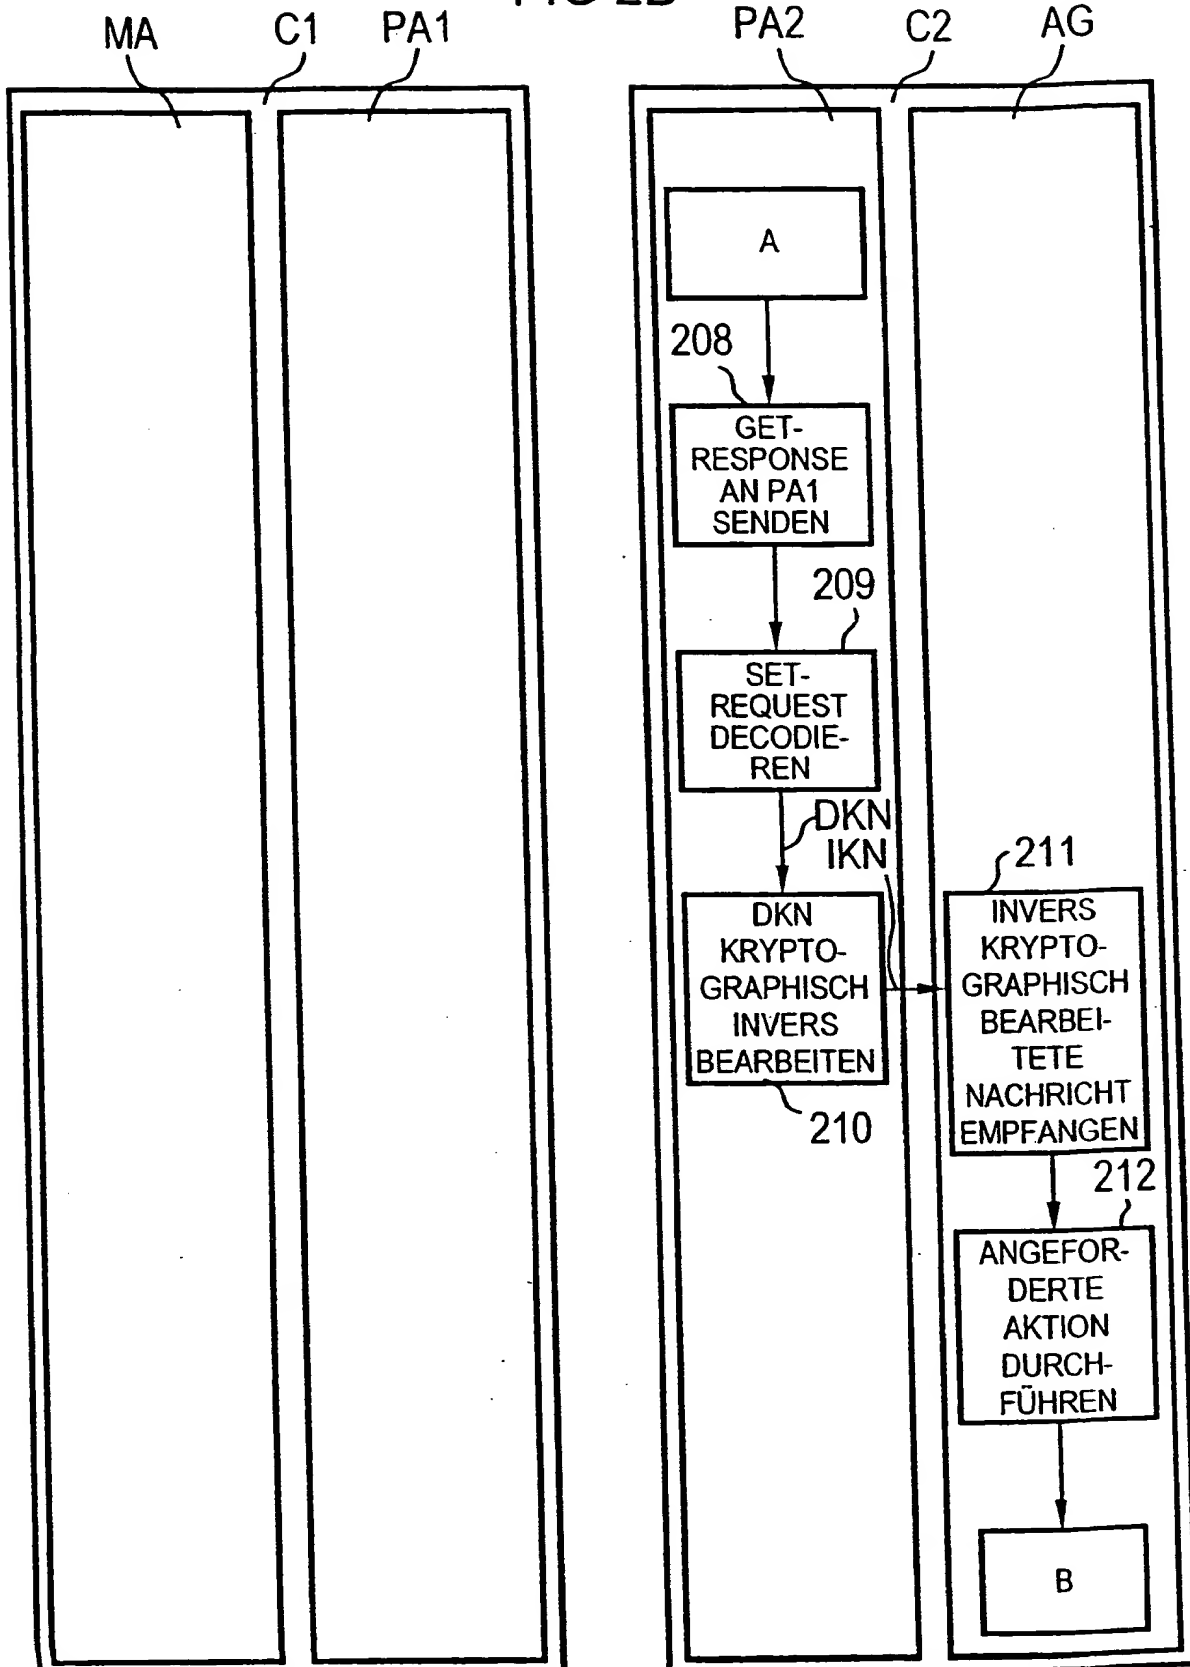 FIG 2B
MA C1 PA1 PA2 C2 AG
A
208
GET-
RESPONSE
AN PA1
SENDEN
209
SET-
REQUEST
DECODIE-
REN
DKN
IKN
DKN
KRYPTO-
GRAPHISCH
INVERS
BEARBEITEN
210
211
INVERS
KRYPTO-
GRAPHISCH
BEARBEI-
TETE
NACHRICHT
EMPFANGEN
212
ANGEFOR-
DERTE
AKTION
DURCH-
FÜHREN
B